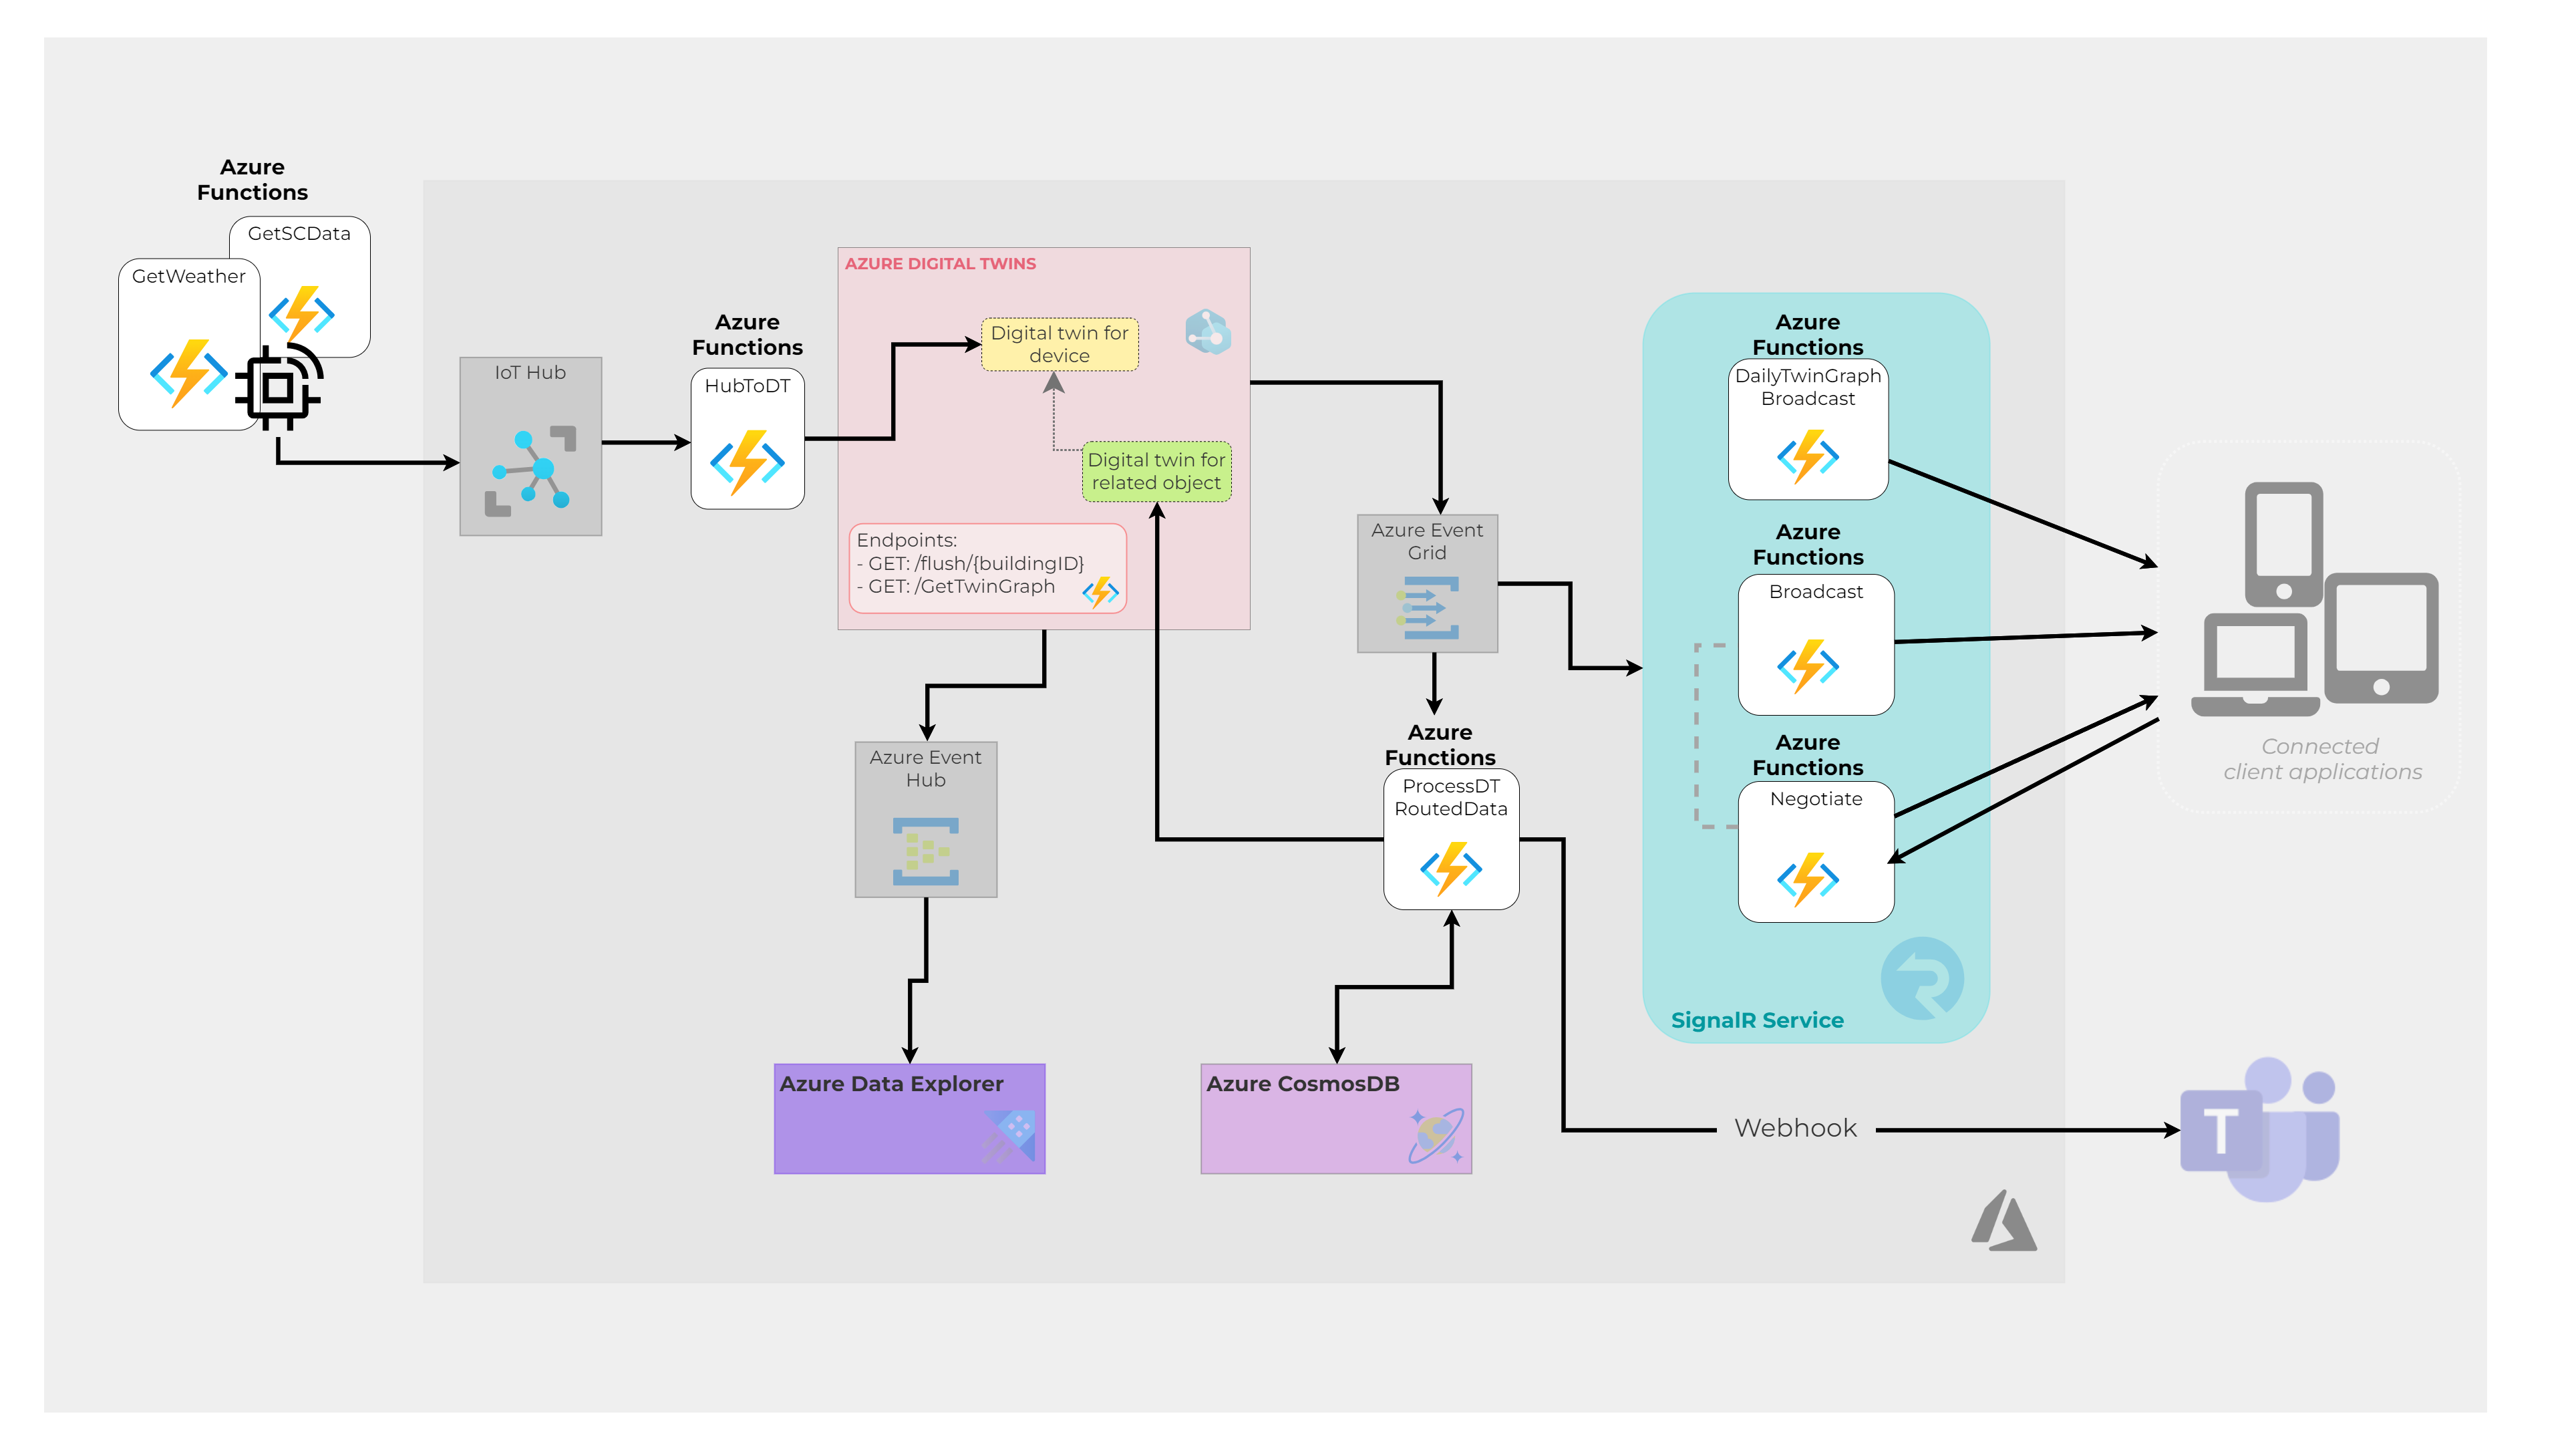 Azure
Functions
GetSCData
GetWeather
IoT Hub
Azure
Functions
HubToDT
AZURE DIGITAL TWINS
Digital twin for
device
Digital twin for
related object
Endpoints:
- GET: /flush/{buildingID}
- GET: /GetTwinGraph
Azure Event
Hub
Azure Data Explorer
Azure Event
Grid
Azure
Functions
ProcessDT
RoutedData
Azure CosmosDB
Azure
Functions
DailyTwinGraph
Broadcast
Azure
Functions
Broadcast
Azure
Functions
Negotiate
SignalR Service
Connected
client applications
Webhook
T